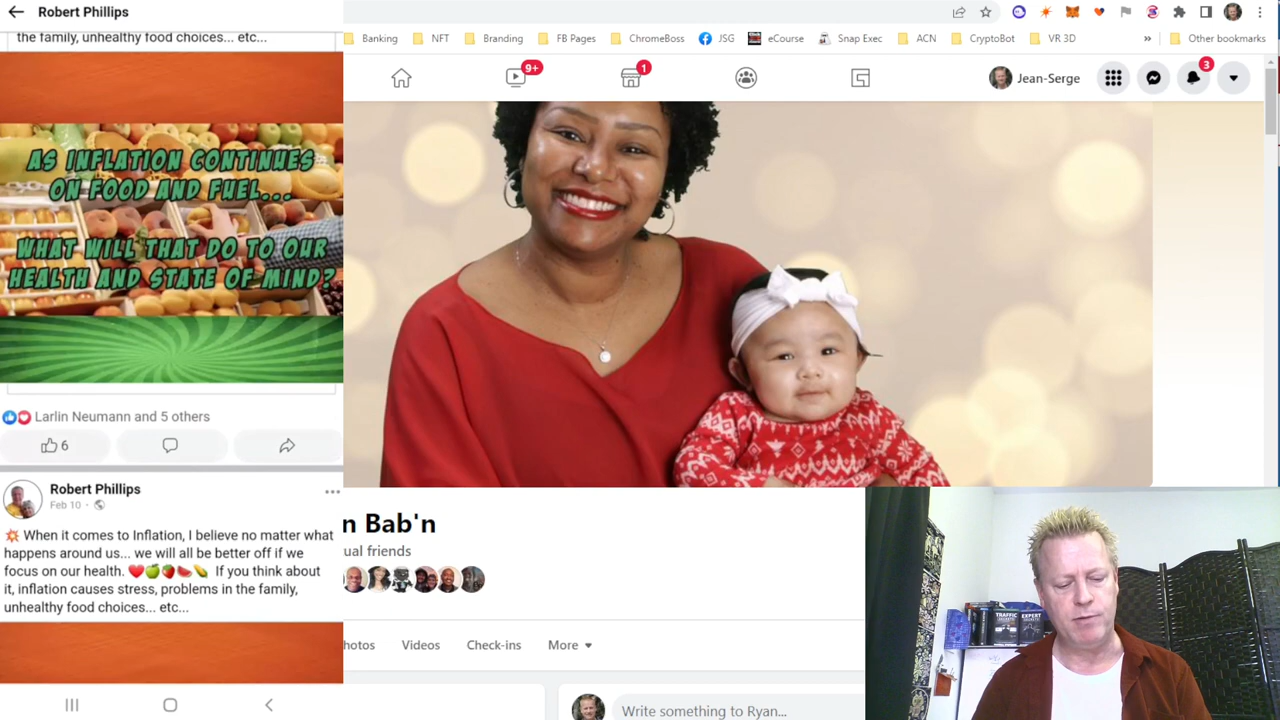 Robert Phillips
the family, unhealthy food choices... etc...
AS INFLATION CONTINUES
ON FOOD AND FUEL...
WHAT WILL THAT DO TO OUR
HEALTH AND STATE OF MIND?
Larlin Neumann and 5 others
6
Robert Phillips
Feb 10
💥 When it comes to Inflation, I believe no matter what
happens around us... we will all be better off if we
focus on our health. ❤️🍏🍓🍉🌽 If you think about
it, inflation causes stress, problems in the family,
unhealthy food choices... etc...
Banking NFT Branding FB Pages ChromeBoss JSG eCourse Snap Exec ACN CryptoBot VR 3D » Other bookmarks
9+ 1 Jean-Serge 3
n Bab'n
ual friends
hotos Videos Check-ins More
Write something to Ryan...
TRAFFIC
SECRETS
EXPERT
SECRETS